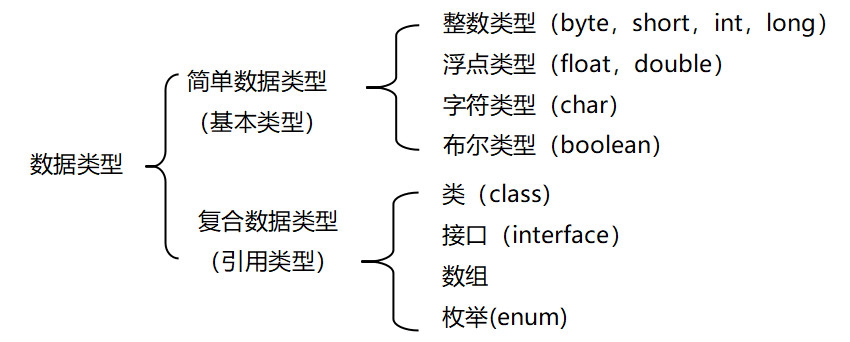 数据类型
简单数据类型
（基本类型）
整数类型（byte，short，int，long）
浮点类型（float，double）
字符类型（char）
布尔类型（boolean）
复合数据类型
（引用类型）
类（class）
接口（interface）
数组
枚举(enum)